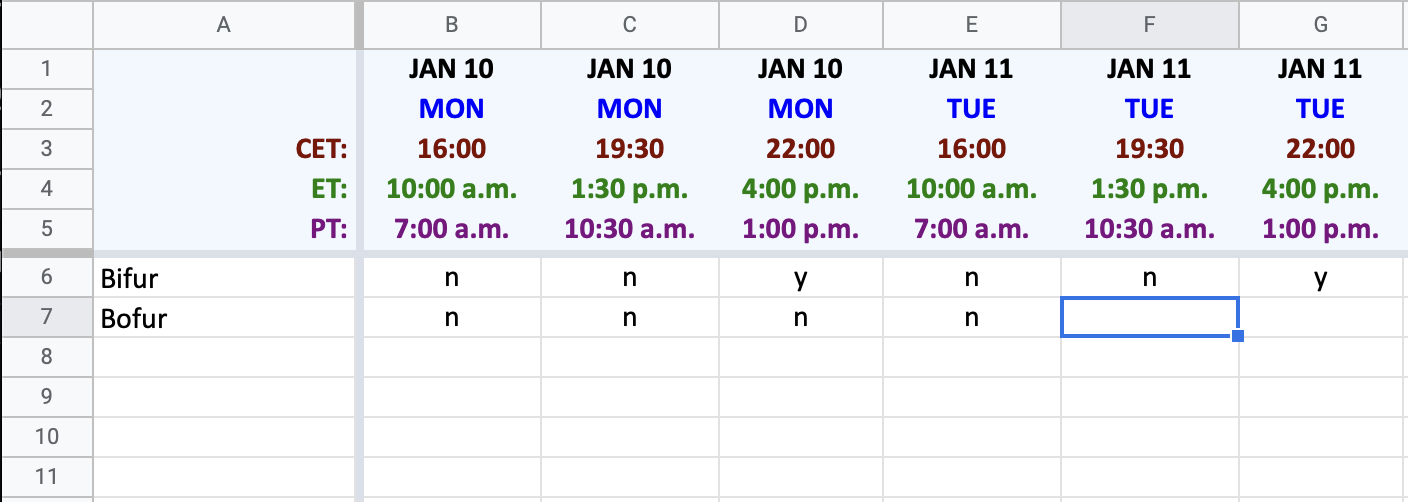 A B C D E F G
1 JAN 10 JAN 10 JAN 10 JAN 11 JAN 11 JAN 11
2 MON MON MON TUE TUE TUE
3 CET: 16:00 19:30 22:00 16:00 19:30 22:00
4 ET: 10:00 a.m. 1:30 p.m. 4:00 p.m. 10:00 a.m. 1:30 p.m. 4:00 p.m.
5 PT: 7:00 a.m. 10:30 a.m. 1:00 p.m. 7:00 a.m. 10:30 a.m. 1:00 p.m.
6 Bifur n n y n n y
7 Bofur n n n n
8
9
10
11